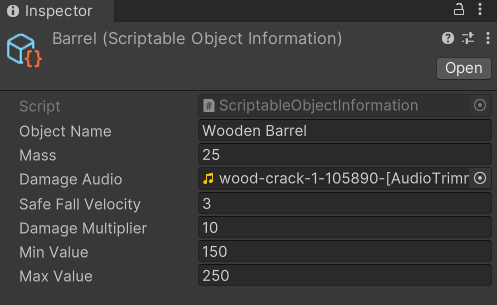 Inspector
Barrel (Scriptable Object Information)
Open
Script ScriptableObjectInformation
Object Name Wooden Barrel
Mass 25
Damage Audio wood-crack-1-105890-[AudioTrimr
Safe Fall Velocity 3
Damage Multiplier 10
Min Value 150
Max Value 250